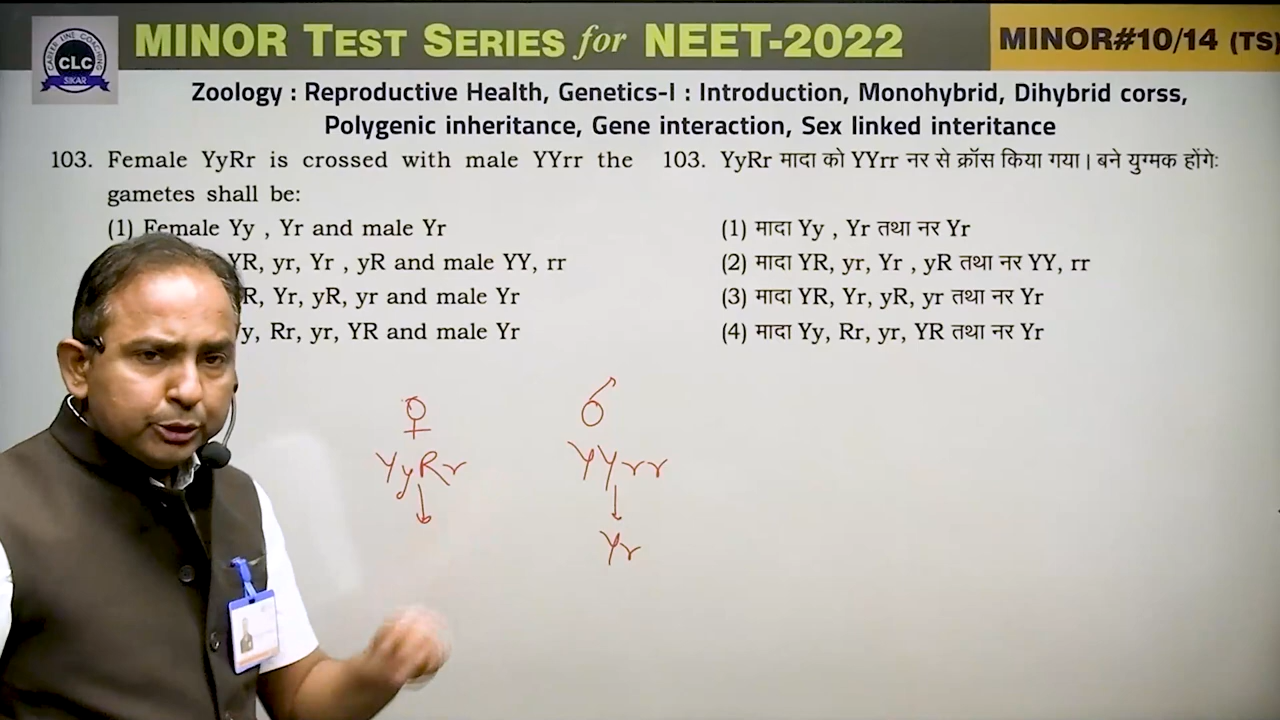 MINOR TEST SERIES for NEET-2022
MINOR#10/14 (TS)
CAREER LINE COACHING
CLC
SIKAR
Zoology : Reproductive Health, Genetics-I : Introduction, Monohybrid, Dihybrid corss,
Polygenic inheritance, Gene interaction, Sex linked interitance
103. Female YyRr is crossed with male YYrr the
gametes shall be:
(1) Female Yy , Yr and male Yr
YR, yr, Yr , yR and male YY, rr
R, Yr, yR, yr and male Yr
y, Rr, yr, YR and male Yr
103. YyRr मादा को YYrr नर से क्रॉस किया गया। बने युग्मक होंगेः
(1) मादा Yy , Yr तथा नर Yr
(2) मादा YR, yr, Yr , yR तथा नर YY, rr
(3) मादा YR, Yr, yR, yr तथा नर Yr
(4) मादा Yy, Rr, yr, YR तथा नर Yr
♀ ♂
YyRr YYrr
Yr